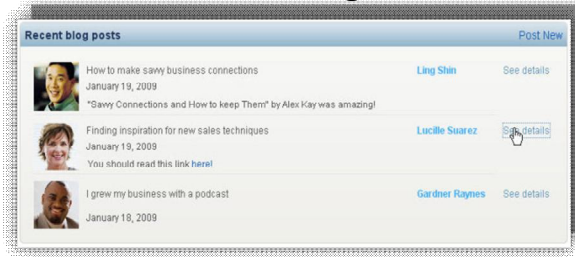 Recent blog posts Post New
How to make savvy business connections Ling Shin See details
January 19, 2009
"Savvy Connections and How to keep Them" by Alex Kay was amazing!
Finding inspiration for new sales techniques Lucille Suarez See details
January 19, 2009
You should read this link here!
I grew my business with a podcast Gardner Raynes See details
January 18, 2009